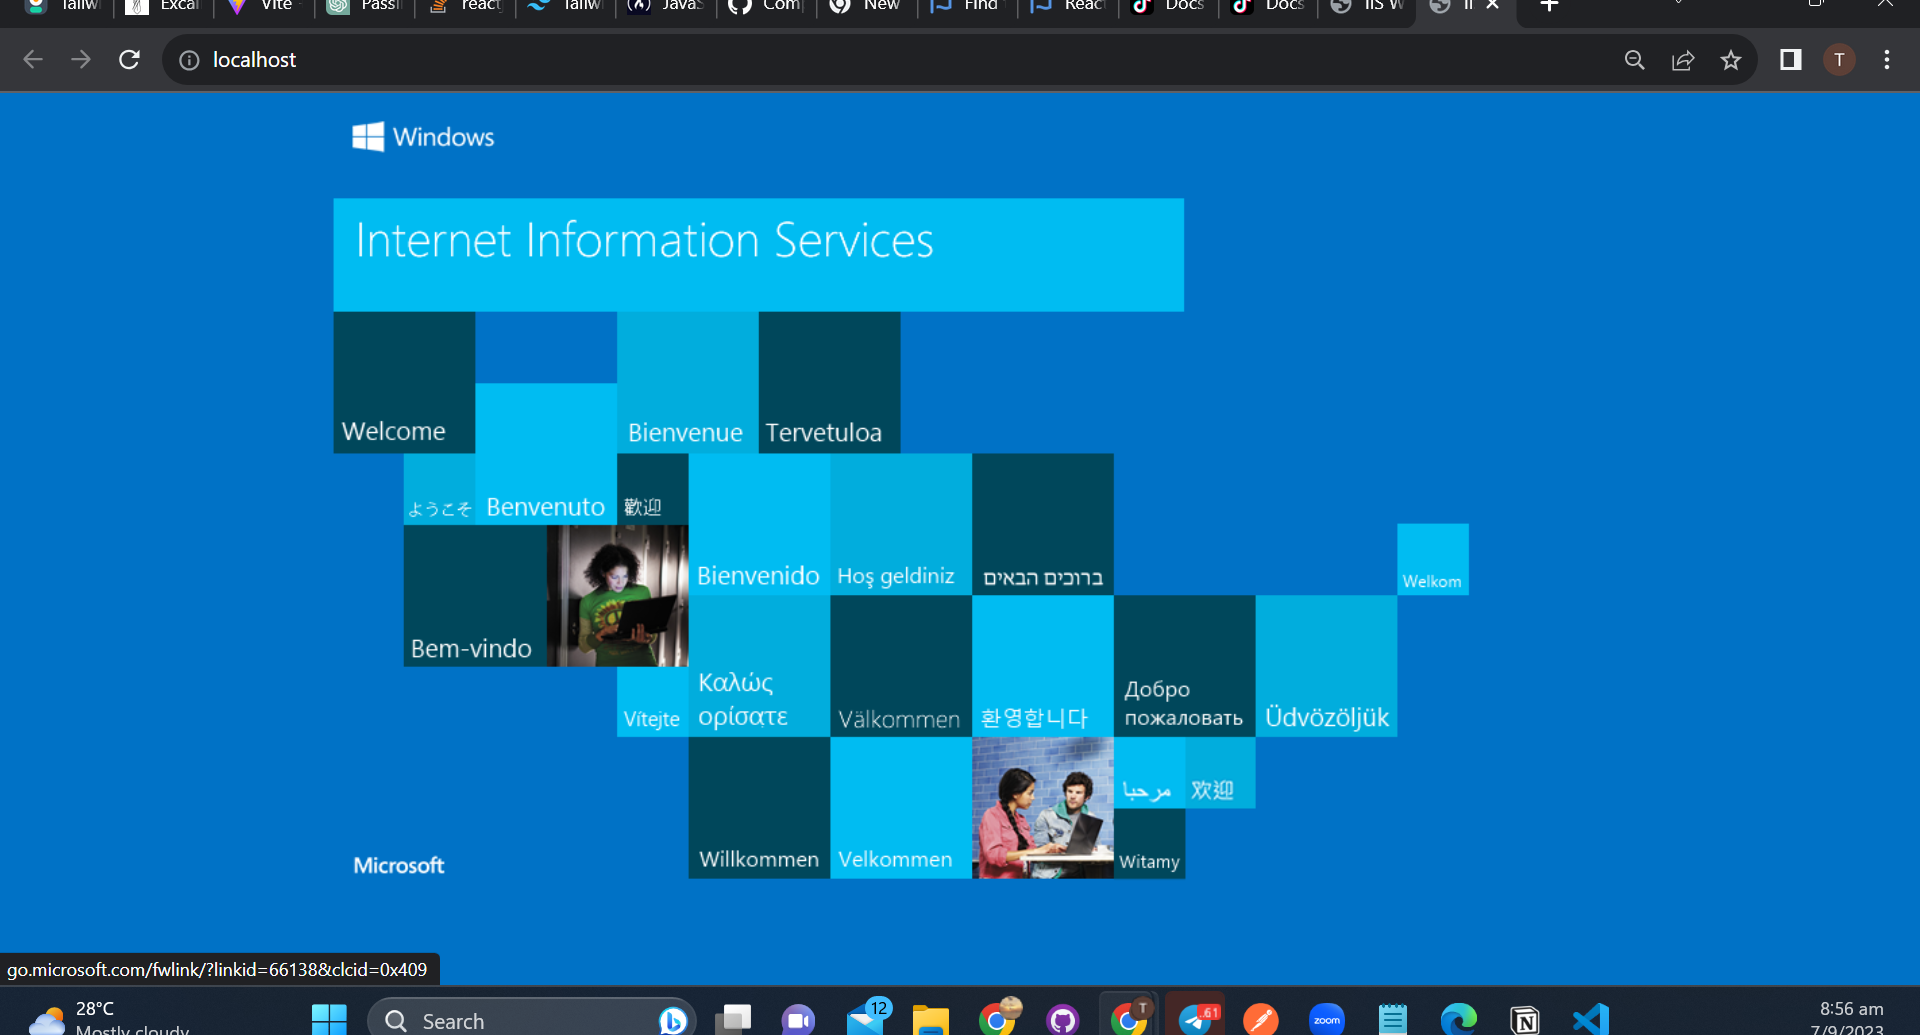 Tailw
Excal
Vite
Passi
react
Tailw
JavaS
Com
New
Find
React
Docs
Docs
IIS W
localhost
T
Windows
Internet Information Services
Welcome
Bienvenue
Tervetuloa
ようこそ
Benvenuto
歡迎
Bienvenido
Hoş geldiniz
ברוכים הבאים
Welkom
Bem-vindo
Vítejte
Καλώς
ορίσατε
Välkommen
환영합니다
Добро
пожаловать
Üdvözöljük
Willkommen
Velkommen
مرحبا
欢迎
Witamy
Microsoft
go.microsoft.com/fwlink/?linkid=66138&clcid=0x409
28°C
Mostly cloudy
Search
12
T
.61
zoom
8:56 am
7/9/2023